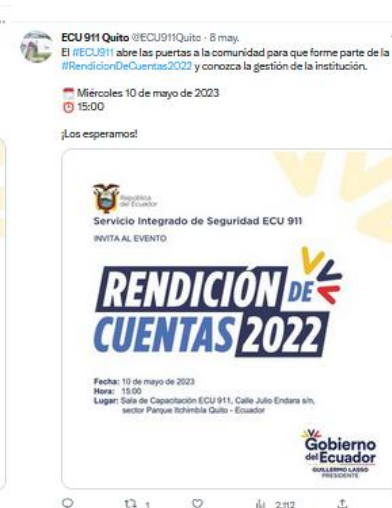 ECU 911 Quito @ECU911Quito · 8 may.
El #ECU911 abre las puertas a la comunidad para que forme parte de la
#RendicionDeCuentas2022 y conozca la gestión de la institución.
Miércoles 10 de mayo de 2023
15:00
¡Los esperamos!
República
del Ecuador
Servicio Integrado de Seguridad ECU 911
INVITA AL EVENTO
RENDICIÓN DE
CUENTAS 2022
Fecha: 10 de mayo de 2023
Hora: 15:00
Lugar: Sala de Capacitación ECU 911, Calle Julio Endara s/n,
sector Parque Itchimbía Quito - Ecuador
Gobierno
del Ecuador
GUILLERMO LASSO
PRESIDENTE
1 2.112